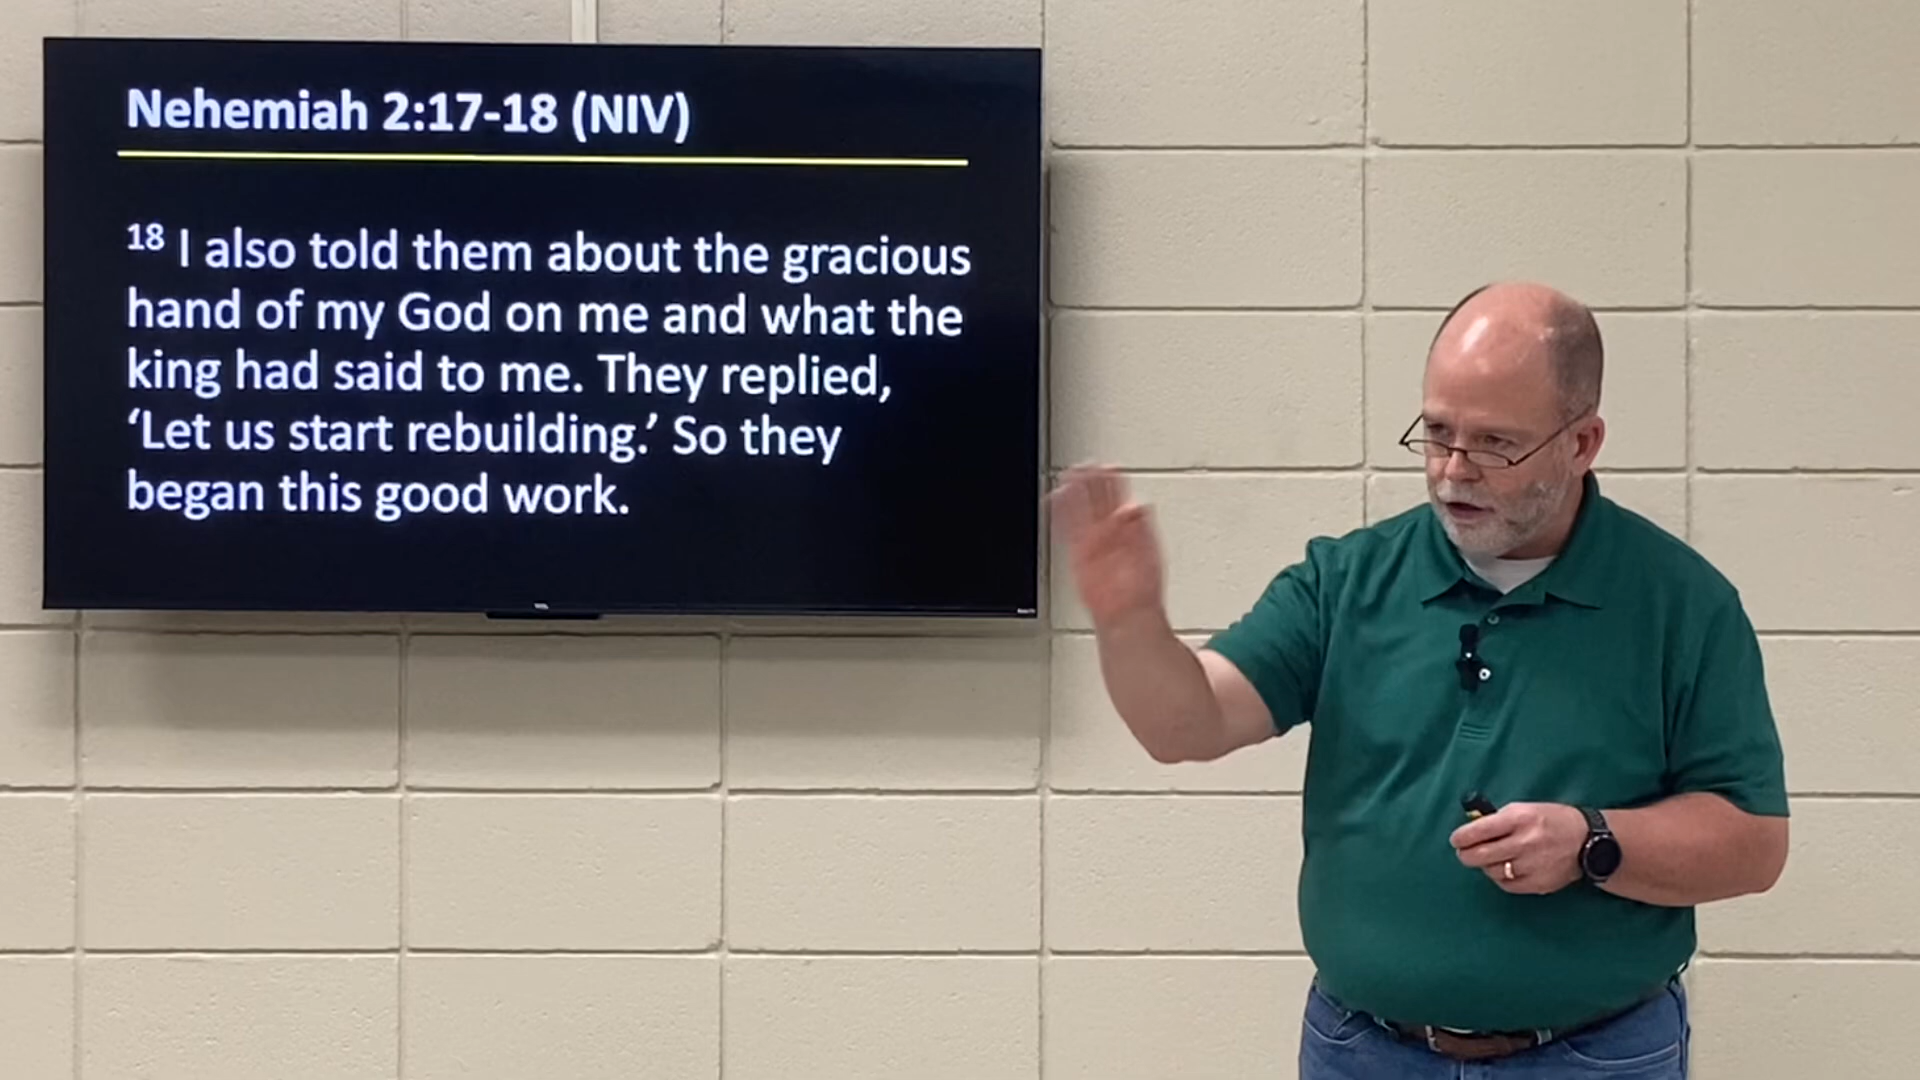 Nehemiah 2:17-18 (NIV)
18 I also told them about the gracious
hand of my God on me and what the
king had said to me. They replied,
‘Let us start rebuilding.’ So they
began this good work.
TCL